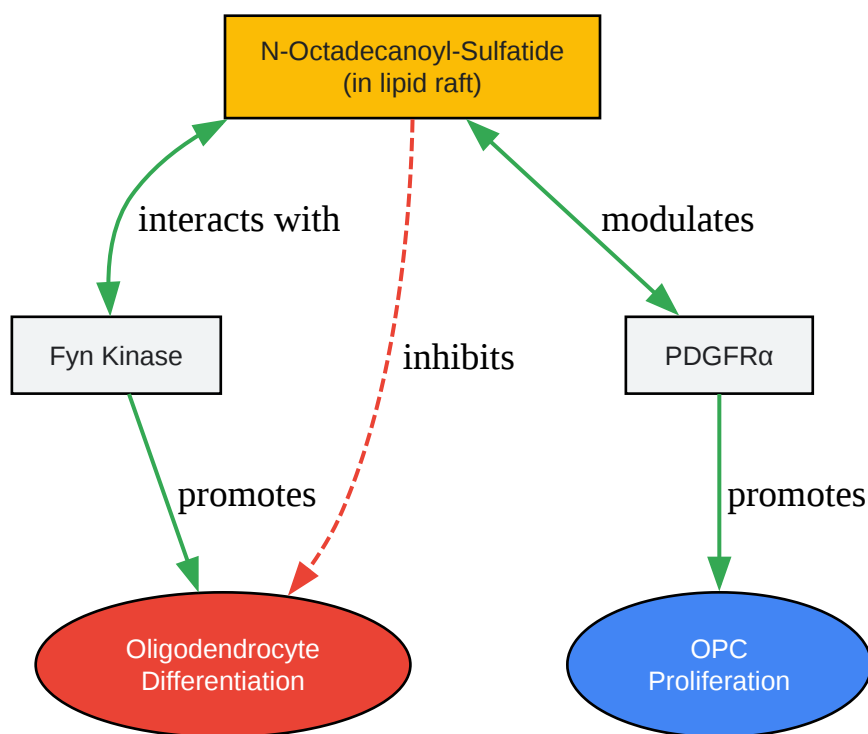 N-Octadecanoyl-Sulfatide
(in lipid raft)
interacts with
modulates
Fyn Kinase
inhibits
PDGFRα
promotes
promotes
Oligodendrocyte
Differentiation
OPC
Proliferation